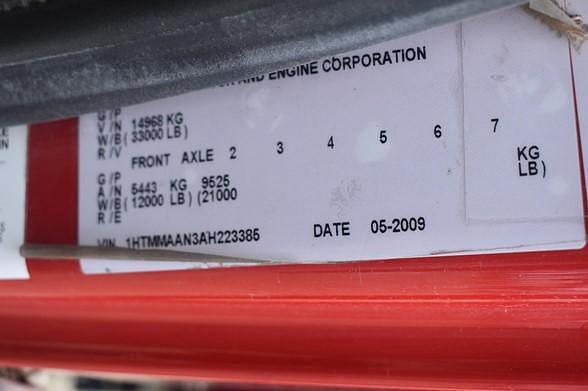 AND ENGINE CORPORATION
G/P
V/N 14968 KG
W/B ( 33000 LB )
R/V
FRONT AXLE 2 3 4 5 6 7
G/P
A/N 5443 KG 9525 KG
W/B ( 12000 LB ) (21000 LB )
R/E
VIN 1HTMMAAN3AH223385 DATE 05-2009